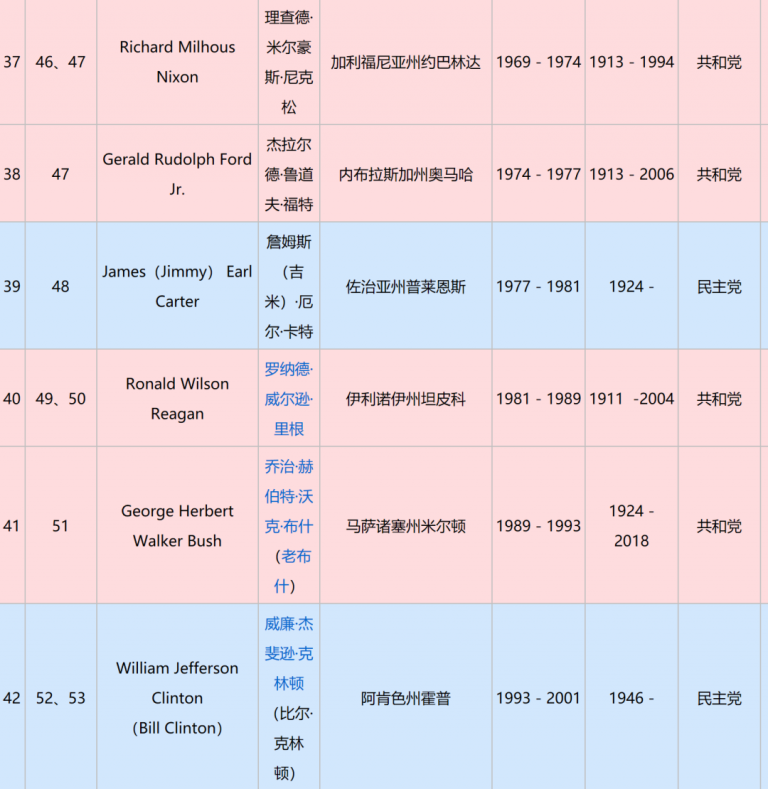 37
46、47
Richard Milhous
Nixon
理查德·
米尔豪
斯·尼克
松
加利福尼亚州约巴林达
1969 - 1974
1913 - 1994
共和党
38
47
Gerald Rudolph Ford
Jr.
杰拉尔
德·鲁道
夫·福特
内布拉斯加州奥马哈
1974 - 1977
1913 - 2006
共和党
39
48
James（Jimmy） Earl
Carter
詹姆斯
（吉
米）·厄
尔·卡特
佐治亚州普莱恩斯
1977 - 1981
1924 -
民主党
40
49、50
Ronald Wilson
Reagan
罗纳德·
威尔逊·
里根
伊利诺伊州坦皮科
1981 - 1989
1911 -2004
共和党
41
51
George Herbert
Walker Bush
乔治·赫
伯特·沃
克·布什
（老布
什）
马萨诸塞州米尔顿
1989 - 1993
1924 -
2018
共和党
42
52、53
William Jefferson
Clinton
（Bill Clinton）
威廉·杰
斐逊·克
林顿
（比尔·
克林
顿）
阿肯色州霍普
1993 - 2001
1946 -
民主党